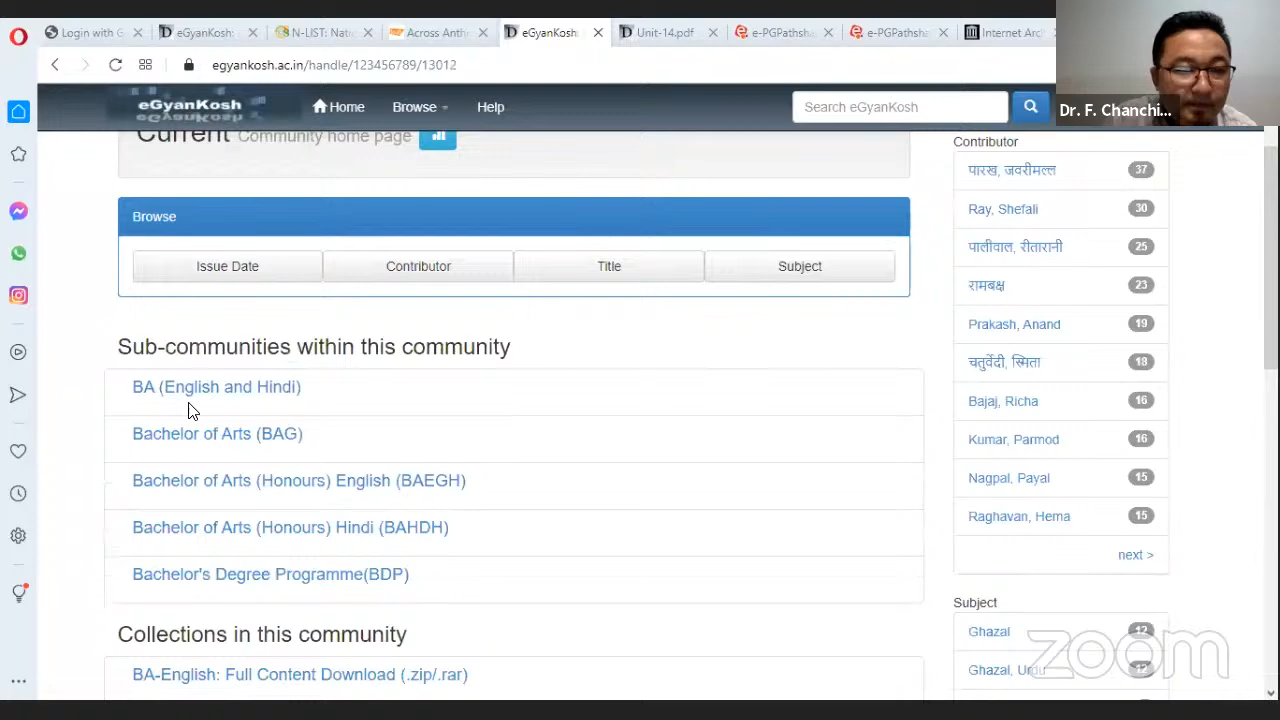 Login with G
eGyanKosh:
N-LIST: Nati
Across Anth
eGyanKosh
Unit-14.pdf
e-PGPathsha
e-PGPathsha
Internet Arc
egyankosh.ac.in/handle/123456789/13012
eGyanKosh
Home
Browse
Help
Search eGyanKosh
Dr. F. Chanchi...
Current Community home page
Browse
Issue Date
Contributor
Title
Subject
Sub-communities within this community
BA (English and Hindi)
Bachelor of Arts (BAG)
Bachelor of Arts (Honours) English (BAEGH)
Bachelor of Arts (Honours) Hindi (BAHDH)
Bachelor's Degree Programme(BDP)
Collections in this community
BA-English: Full Content Download (.zip/.rar)
Contributor
पारख, जवरीमल्ल 37
Ray, Shefali 30
पालीवाल, रीतारानी 25
रामबक्ष 23
Prakash, Anand 19
चतुर्वेदी, स्मिता 18
Bajaj, Richa 16
Kumar, Parmod 16
Nagpal, Payal 15
Raghavan, Hema 15
next >
Subject
Ghazal 12
Ghazal, Urdu 12
zoom